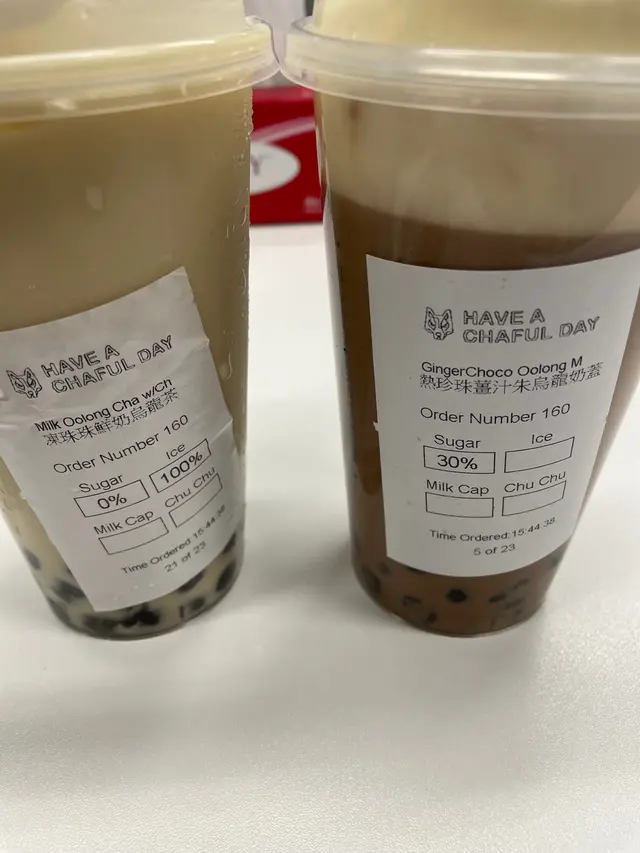 HAVE A
CHAFUL DAY
Milk Oolong Cha w/Ch
凍珠珠鮮奶烏龍茶
Order Number 160
Sugar Ice
0% 100%
Milk Cap Chu Chu
Time Ordered:15:44:38
21 of 23
HAVE A
CHAFUL DAY
GingerChoco Oolong M
熱珍珠薑汁朱烏龍奶蓋
Order Number 160
Sugar Ice
30%
Milk Cap Chu Chu
Time Ordered:15:44:38
5 of 23